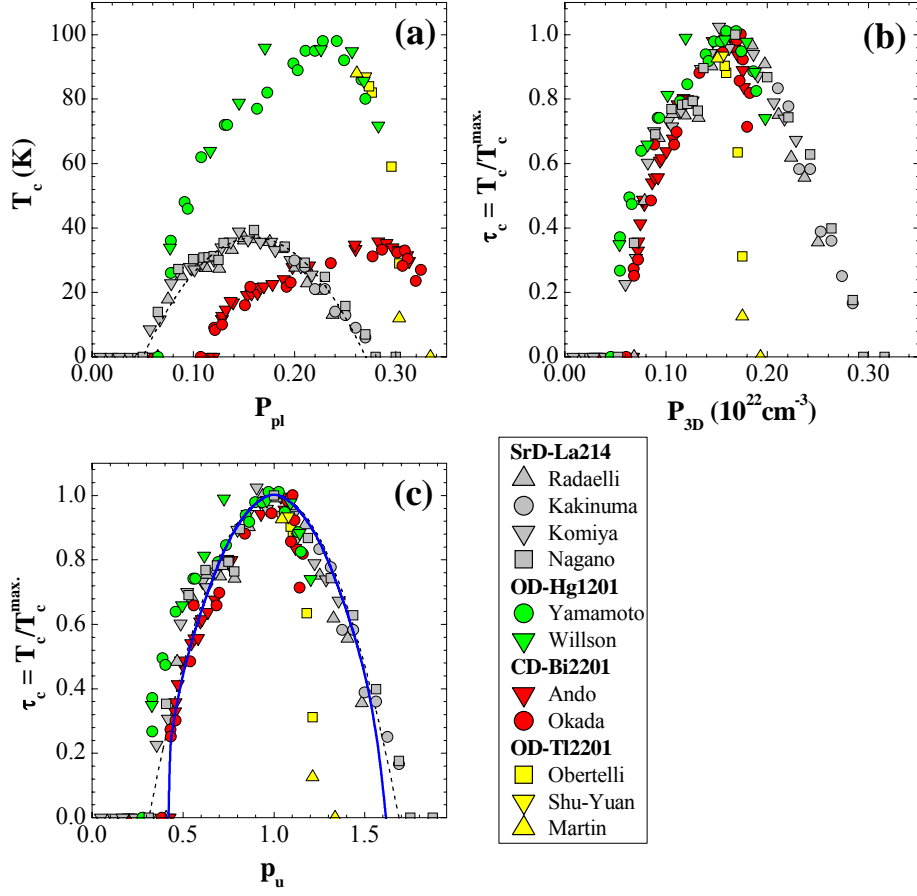 (a)
T_c (K)
120
100
80
60
40
20
0
0.00 0.10 0.20 0.30
P_pl
(b)
τ_c = T_c/T_c^max.
1.0
0.8
0.6
0.4
0.2
0.0
0.0 0.1 0.2 0.3
P_3D (10^22cm^-3)
(c)
τ_c = T_c/T_c^max.
1.0
0.8
0.6
0.4
0.2
0.0
0.0 0.5 1.0 1.5
p_u
SrD-La214
Radaelli
Kakinuma
Komiya
Nagano
OD-Hg1201
Yamamoto
Willson
CD-Bi2201
Ando
Okada
OD-Tl2201
Obertelli
Shu-Yuan
Martin